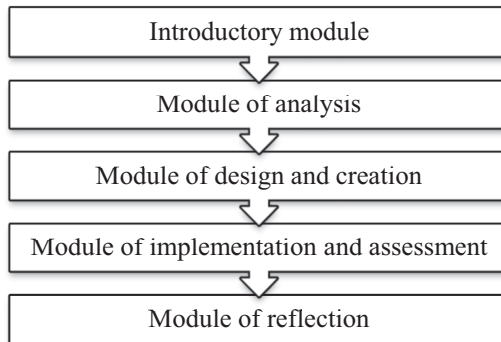 Introductory module
Module of analysis
Module of design and creation
Module of implementation and assessment
Module of reflection